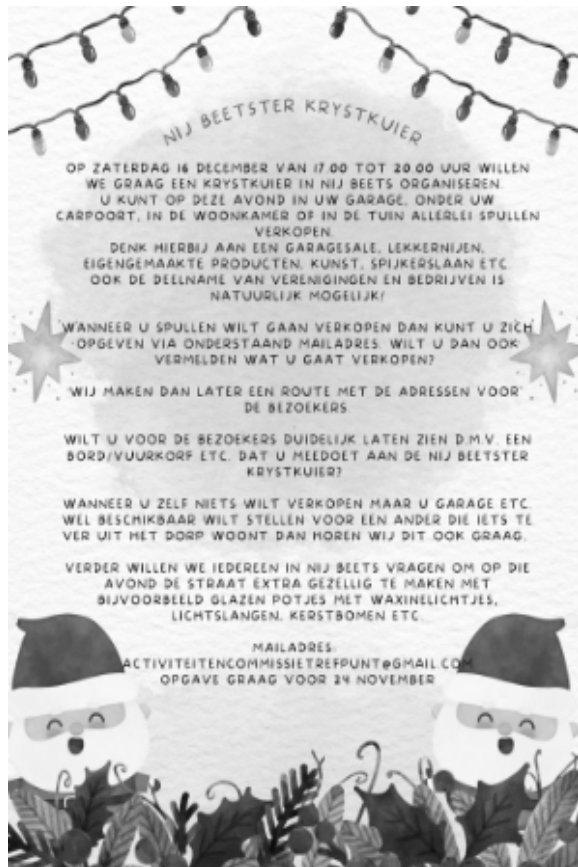 NIJ BEETSTER KRYSTKUIER
OP ZATERDAG 16 DECEMBER VAN 17.00 TOT 20.00 UUR WILLEN
WE GRAAG EEN KRYSTKUIER IN NIJ BEETS ORGANISEREN.
U KUNT OP DEZE AVOND IN UW GARAGE, ONDER UW
CARPOORT, IN DE WOONKAMER OF IN DE TUIN ALLERLEI SPULLEN
VERKOPEN.
DENK HIERBIJ AAN EEN GARAGESALE, LEKKERNIJEN,
EIGENGEMAAKTE PRODUCTEN, KUNST, SPIJKERSLAAN ETC.
OOK DE DEELNAME VAN VERENIGINGEN EN BEDRIJVEN IS
NATUURLIJK MOGELIJK!
WANNEER U SPULLEN WILT GAAN VERKOPEN DAN KUNT U ZICH
OPGEVEN VIA ONDERSTAAND MAILADRES. WILT U DAN OOK
VERMELDEN WAT U GAAT VERKOPEN?
WIJ MAKEN DAN LATER EEN ROUTE MET DE ADRESSEN VOOR
DE BEZOEKERS.
WILT U VOOR DE BEZOEKERS DUIDELIJK LATEN ZIEN D.M.V. EEN
BORD/VUURKORF ETC. DAT U MEEDOET AAN DE NIJ BEETSTER
KRYSTKUIER?
WANNEER U ZELF NIETS WILT VERKOPEN MAAR U GARAGE ETC.
WEL BESCHIKBAAR WILT STELLEN VOOR EEN ANDER DIE IETS TE
VER UIT HET DORP WOONT DAN HOREN WIJ DIT OOK GRAAG.
VERDER WILLEN WE IEDEREEN IN NIJ BEETS VRAGEN OM OP DIE
AVOND DE STRAAT EXTRA GEZELLIG TE MAKEN MET
BIJVOORBEELD GLAZEN POTJES MET WAXINELICHTJES,
LICHTSLANGEN, KERSTBOMEN ETC.
MAILADRES:
ACTIVITEITENCOMMISSIETREFPUNT@GMAIL.COM
OPGAVE GRAAG VOOR 24 NOVEMBER